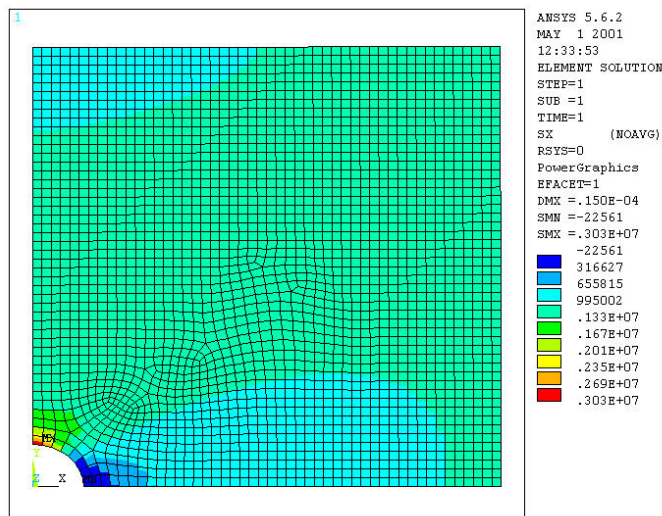 1
ANSYS 5.6.2
MAY 1 2001
12:33:53
ELEMENT SOLUTION
STEP=1
SUB =1
TIME=1
SX (NOAVG)
RSYS=0
PowerGraphics
EFACET=1
DMX =.150E-04
SMN =-22561
SMX =.303E+07
-22561
316627
655815
995002
.133E+07
.167E+07
.201E+07
.235E+07
.269E+07
.303E+07
MX
Y
Z X